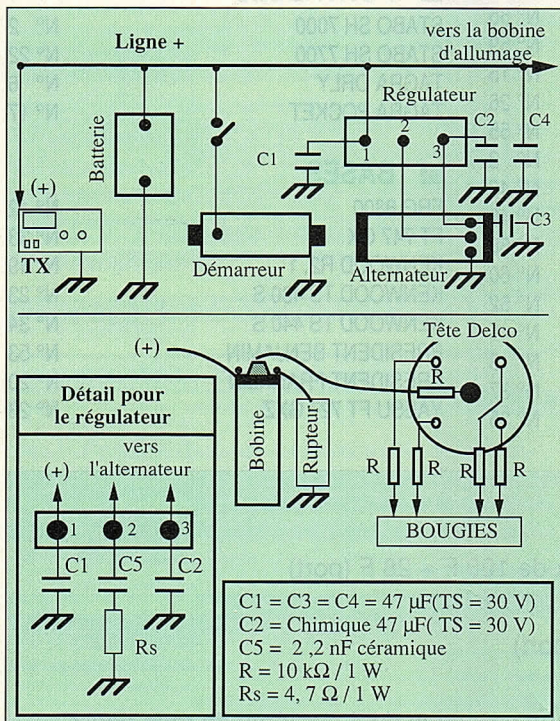 Ligne +
vers la bobine
d'allumage
Régulateur
Batterie
C1
1
2
3
C2
C4
(+)
TX
Démarreur
Alternateur
C3
Tête Delco
(+)
Détail pour
le régulateur
Bobine
Rupteur
vers
(+)
l'alternateur
R
R
R
R
1
2
3
BOUGIES
C1
C5
C2
Rs
C1 = C3 = C4 = 47 µF(TS = 30 V)
C2 = Chimique 47 µF( TS = 30 V)
C5 = 2 ,2 nF céramique
R = 10 kΩ / 1 W
Rs = 4, 7 Ω / 1 W